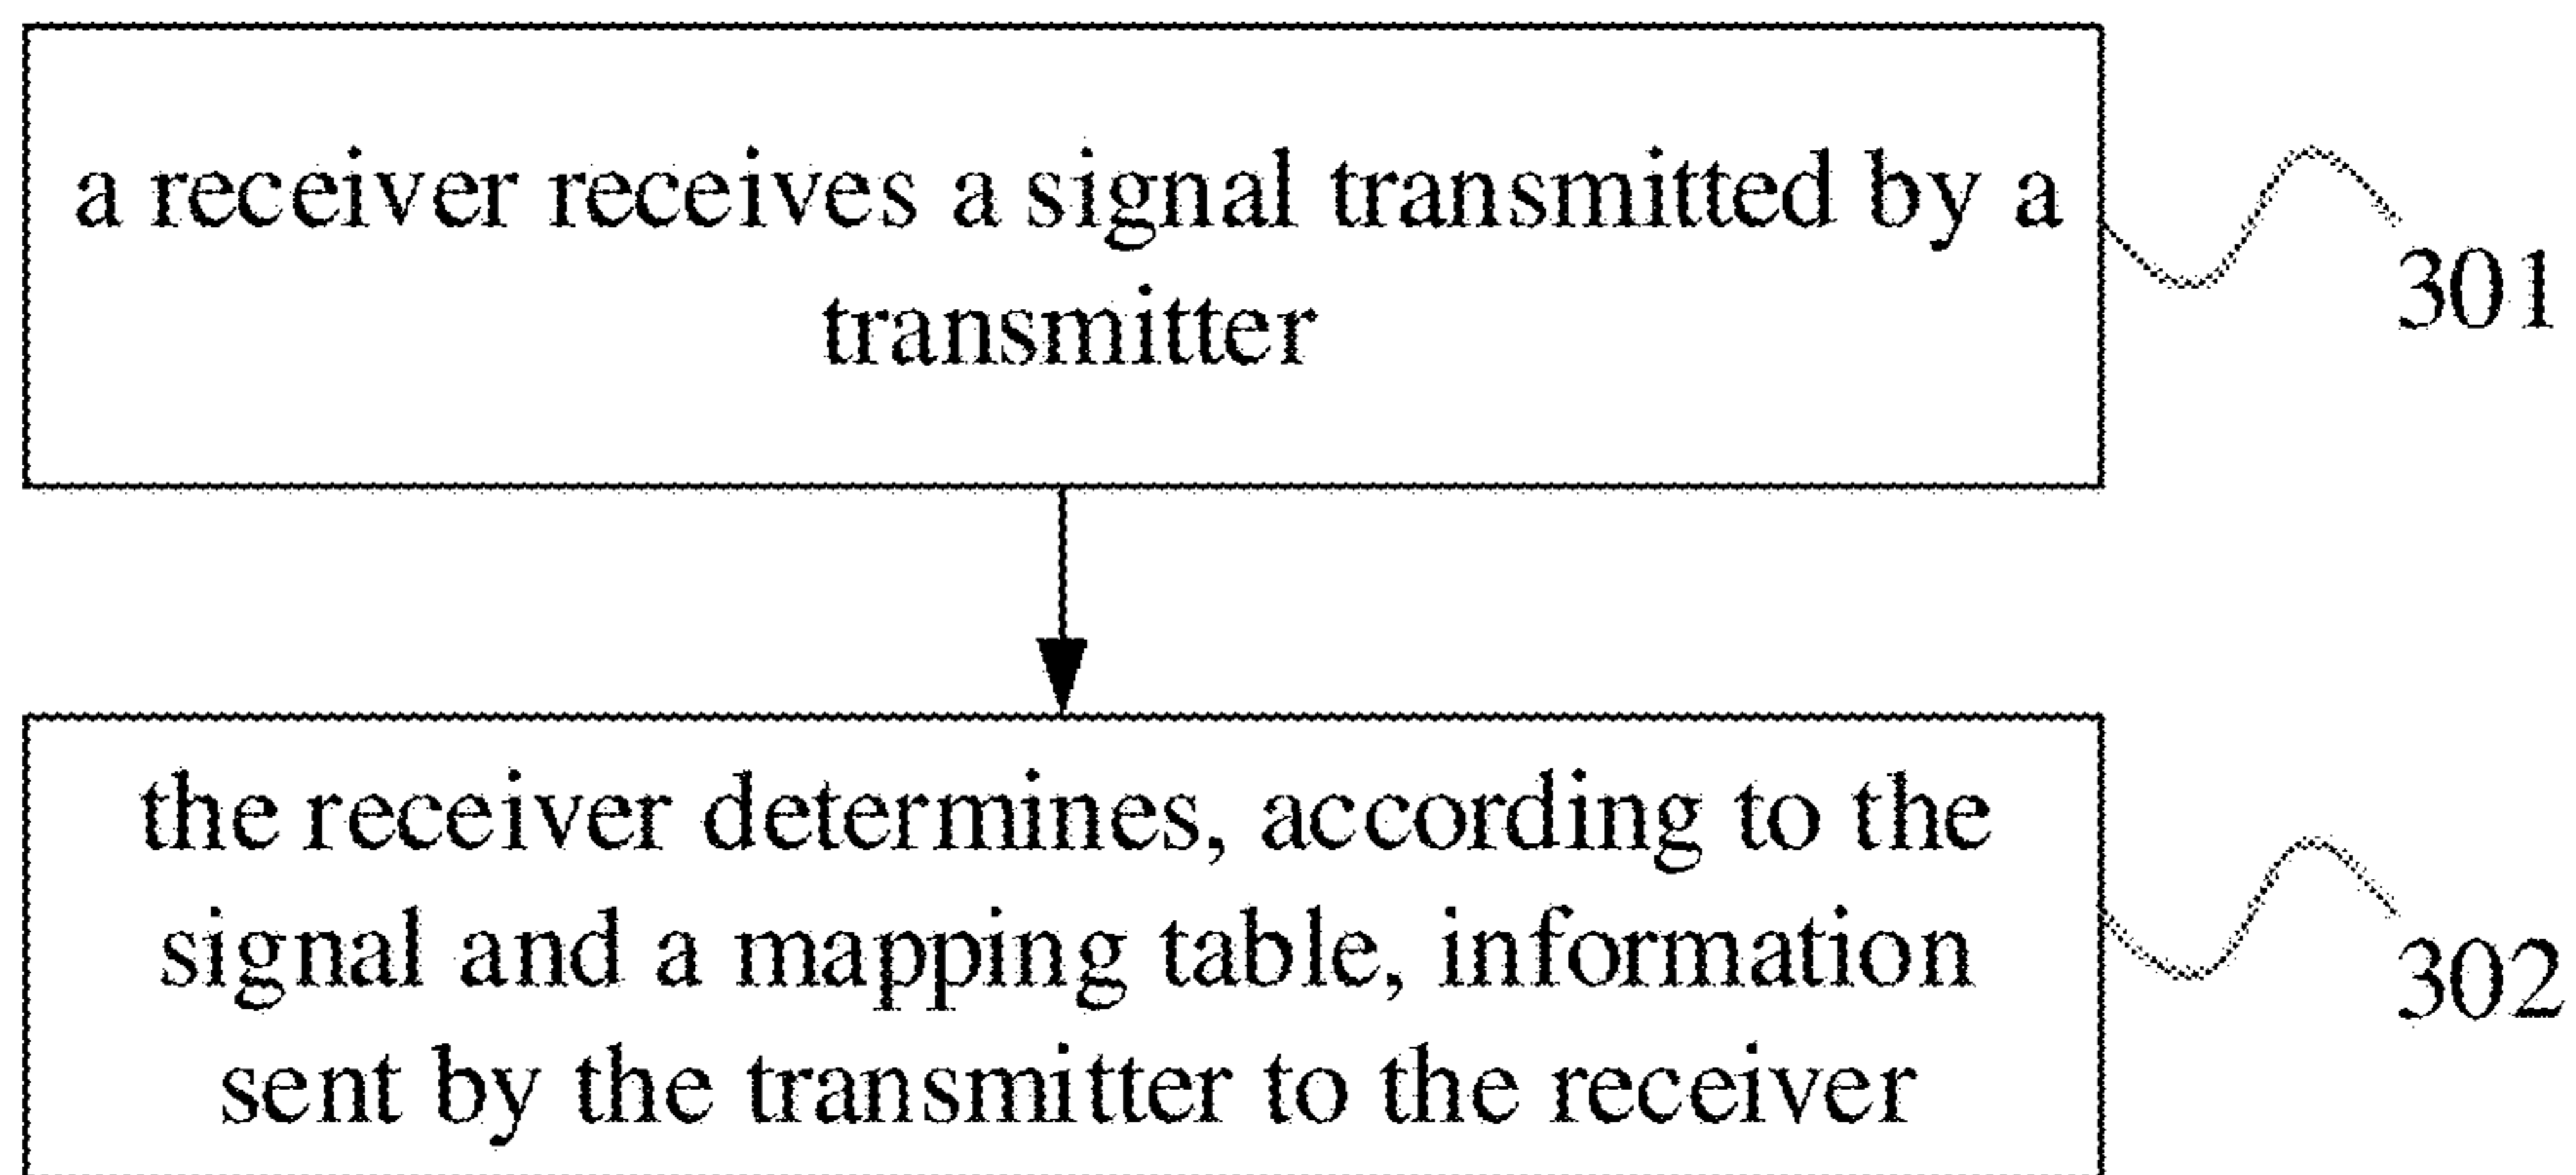 a receiver receives a signal transmitted by a
transmitter
301
the receiver determines, according to the
signal and a mapping table, information
sent by the transmitter to the receiver
302